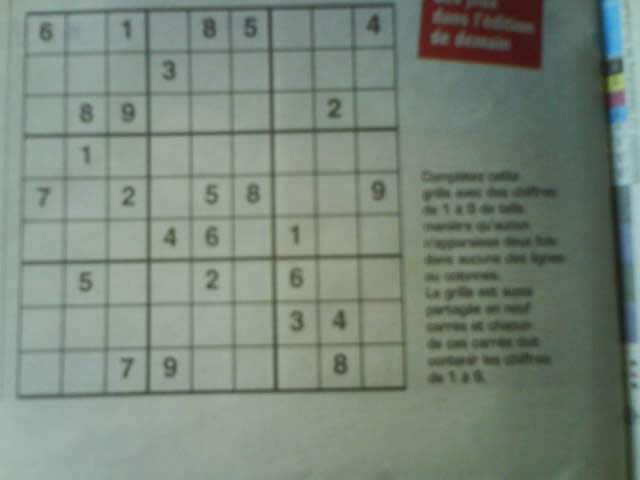 dans l'édition
de demain
6 1 8 5 4
3
8 9 2
1
7 2 5 8 9
4 6 1
5 2 6
3 4
7 9 8
Complétez cette
grille avec des chiffres
de 1 à 9 de telle
manière qu'aucun
n'apparaisse deux fois
dans aucune des lignes
ou colonnes.
La grille est aussi
partagée en neuf
carrés et chacun
de ces carrés doit
contenir les chiffres
de 1 à 9.